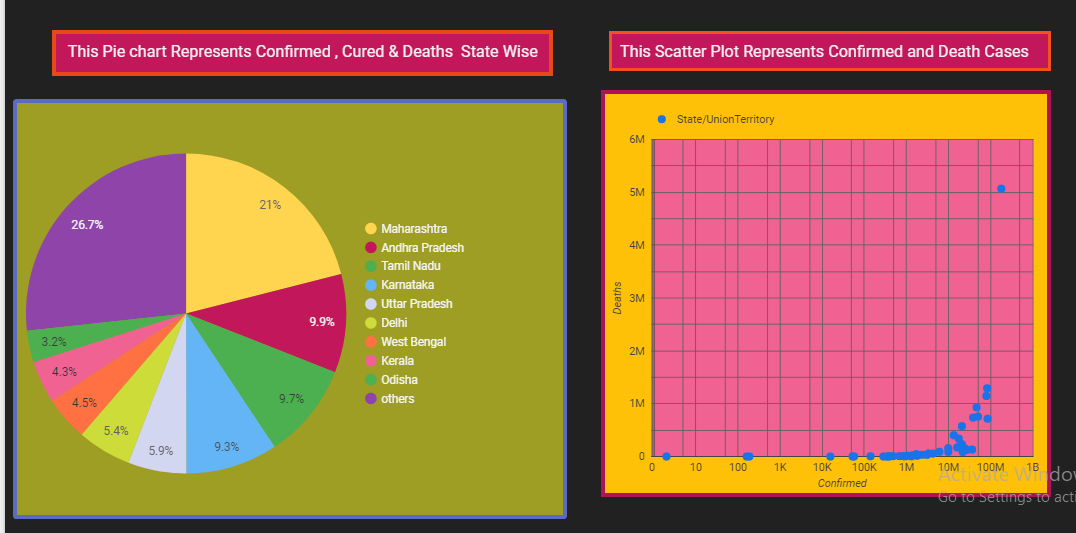 This Pie chart Represents Confirmed , Cured & Deaths State Wise
21%
9.9%
9.7%
9.3%
5.9%
5.4%
4.5%
4.3%
3.2%
26.7%
Maharashtra
Andhra Pradesh
Tamil Nadu
Karnataka
Uttar Pradesh
Delhi
West Bengal
Kerala
Odisha
others
This Scatter Plot Represents Confirmed and Death Cases
State/UnionTerritory
6M
5M
4M
3M
2M
1M
0
Deaths
0 10 100 1K 10K 100K 1M 10M 100M 1B
Confirmed
Activate Window
Go to Settings to acti